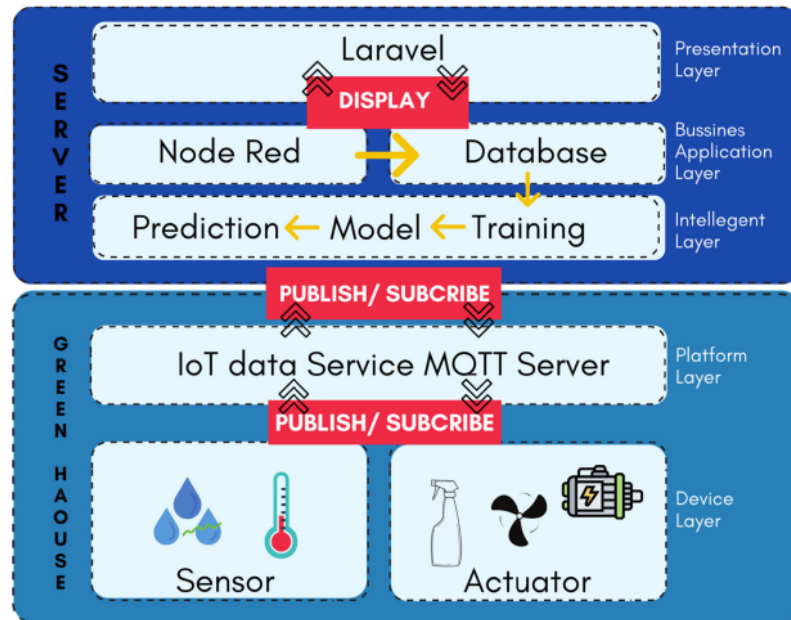 SERVER
Laravel
Presentation
Layer
DISPLAY
Node Red
Database
Bussines
Application
Layer
Prediction
Model
Training
Intellegent
Layer
PUBLISH/ SUBCRIBE
GREEN HAOUSE
IoT data Service MQTT Server
Platform
Layer
PUBLISH/ SUBCRIBE
Sensor
Actuator
Device
Layer